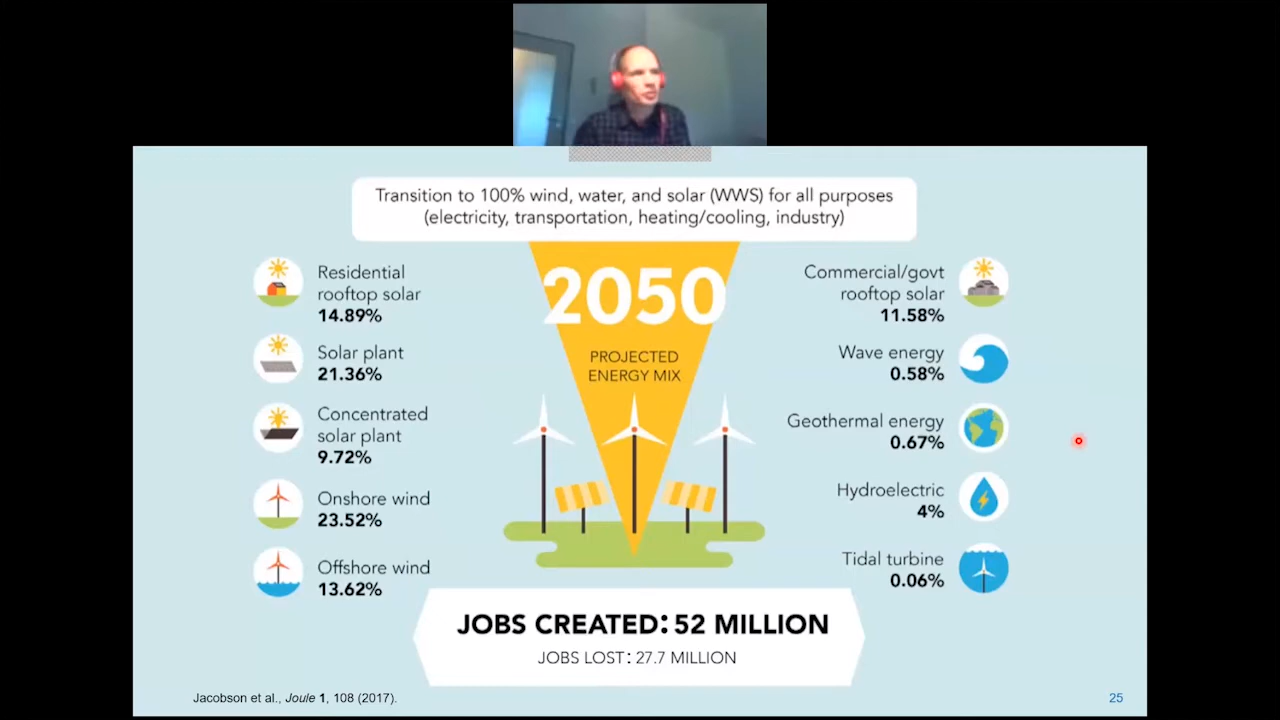 Transition to 100% wind, water, and solar (WWS) for all purposes
(electricity, transportation, heating/cooling, industry)
2050
PROJECTED
ENERGY MIX
Residential
rooftop solar
14.89%
Solar plant
21.36%
Concentrated
solar plant
9.72%
Onshore wind
23.52%
Offshore wind
13.62%
Commercial/govt
rooftop solar
11.58%
Wave energy
0.58%
Geothermal energy
0.67%
Hydroelectric
4%
Tidal turbine
0.06%
JOBS CREATED: 52 MILLION
JOBS LOST: 27.7 MILLION
Jacobson et al., Joule 1, 108 (2017).
25